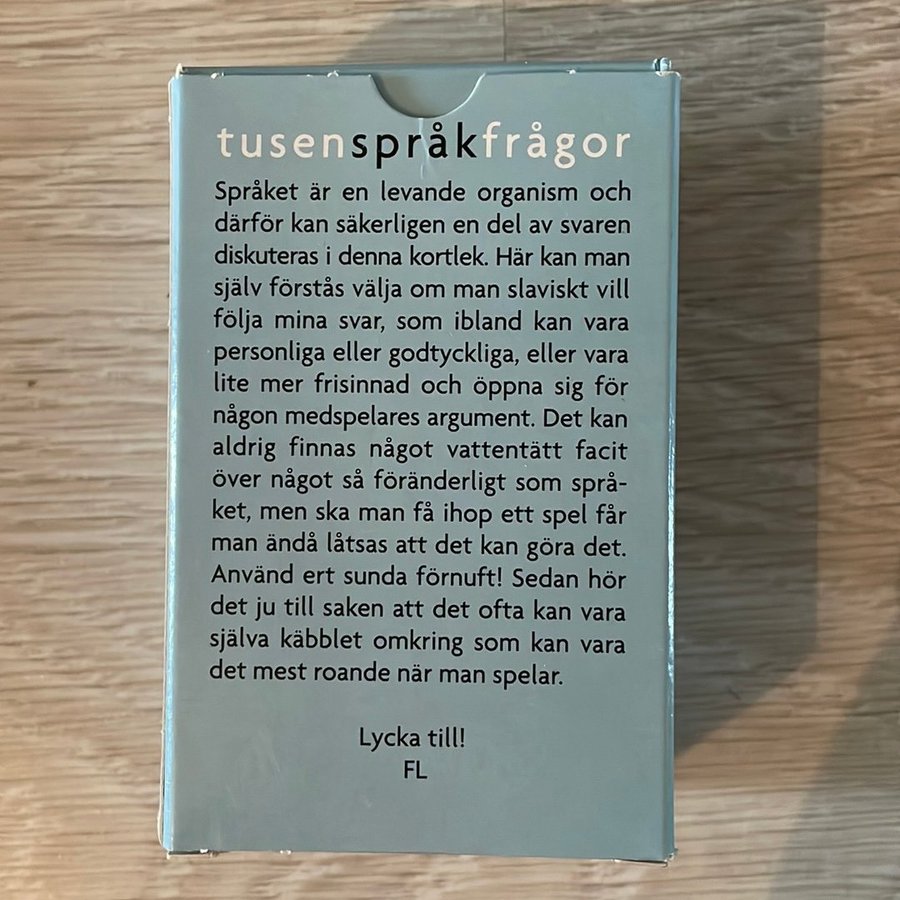 tusenspråkfrågor
Språket är en levande organism och
därför kan säkerligen en del av svaren
diskuteras i denna kortlek. Här kan man
själv förstås välja om man slaviskt vill
följa mina svar, som ibland kan vara
personliga eller godtyckliga, eller vara
lite mer frisinnad och öppna sig för
någon medspelares argument. Det kan
aldrig finnas något vattentätt facit
över något så föränderligt som språ-
ket, men ska man få ihop ett spel får
man ändå låtsas att det kan göra det.
Använd ert sunda förnuft! Sedan hör
det ju till saken att det ofta kan vara
själva käbblet omkring som kan vara
det mest roande när man spelar.
Lycka till!
FL